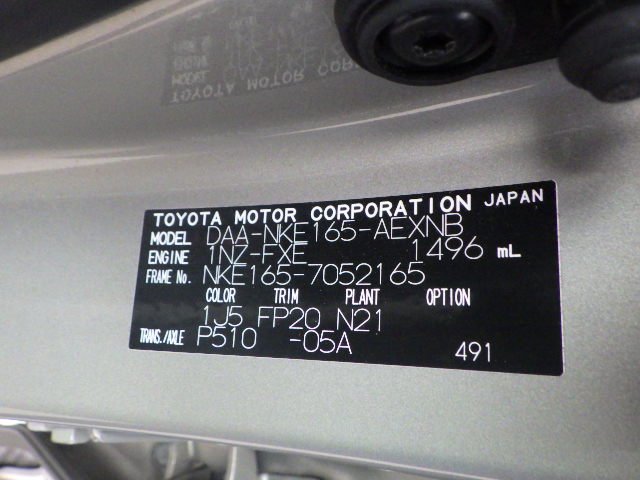 TOYOTA MOTOR CORPORATION JAPAN
MODEL DAA-NKE165-AEXNB
ENGINE 1NZ-FXE 1496 mL
FRAME No. NKE165-7052165
COLOR TRIM PLANT OPTION
1J5 FP20 N21
TRANS./AXLE P510 -05A
491